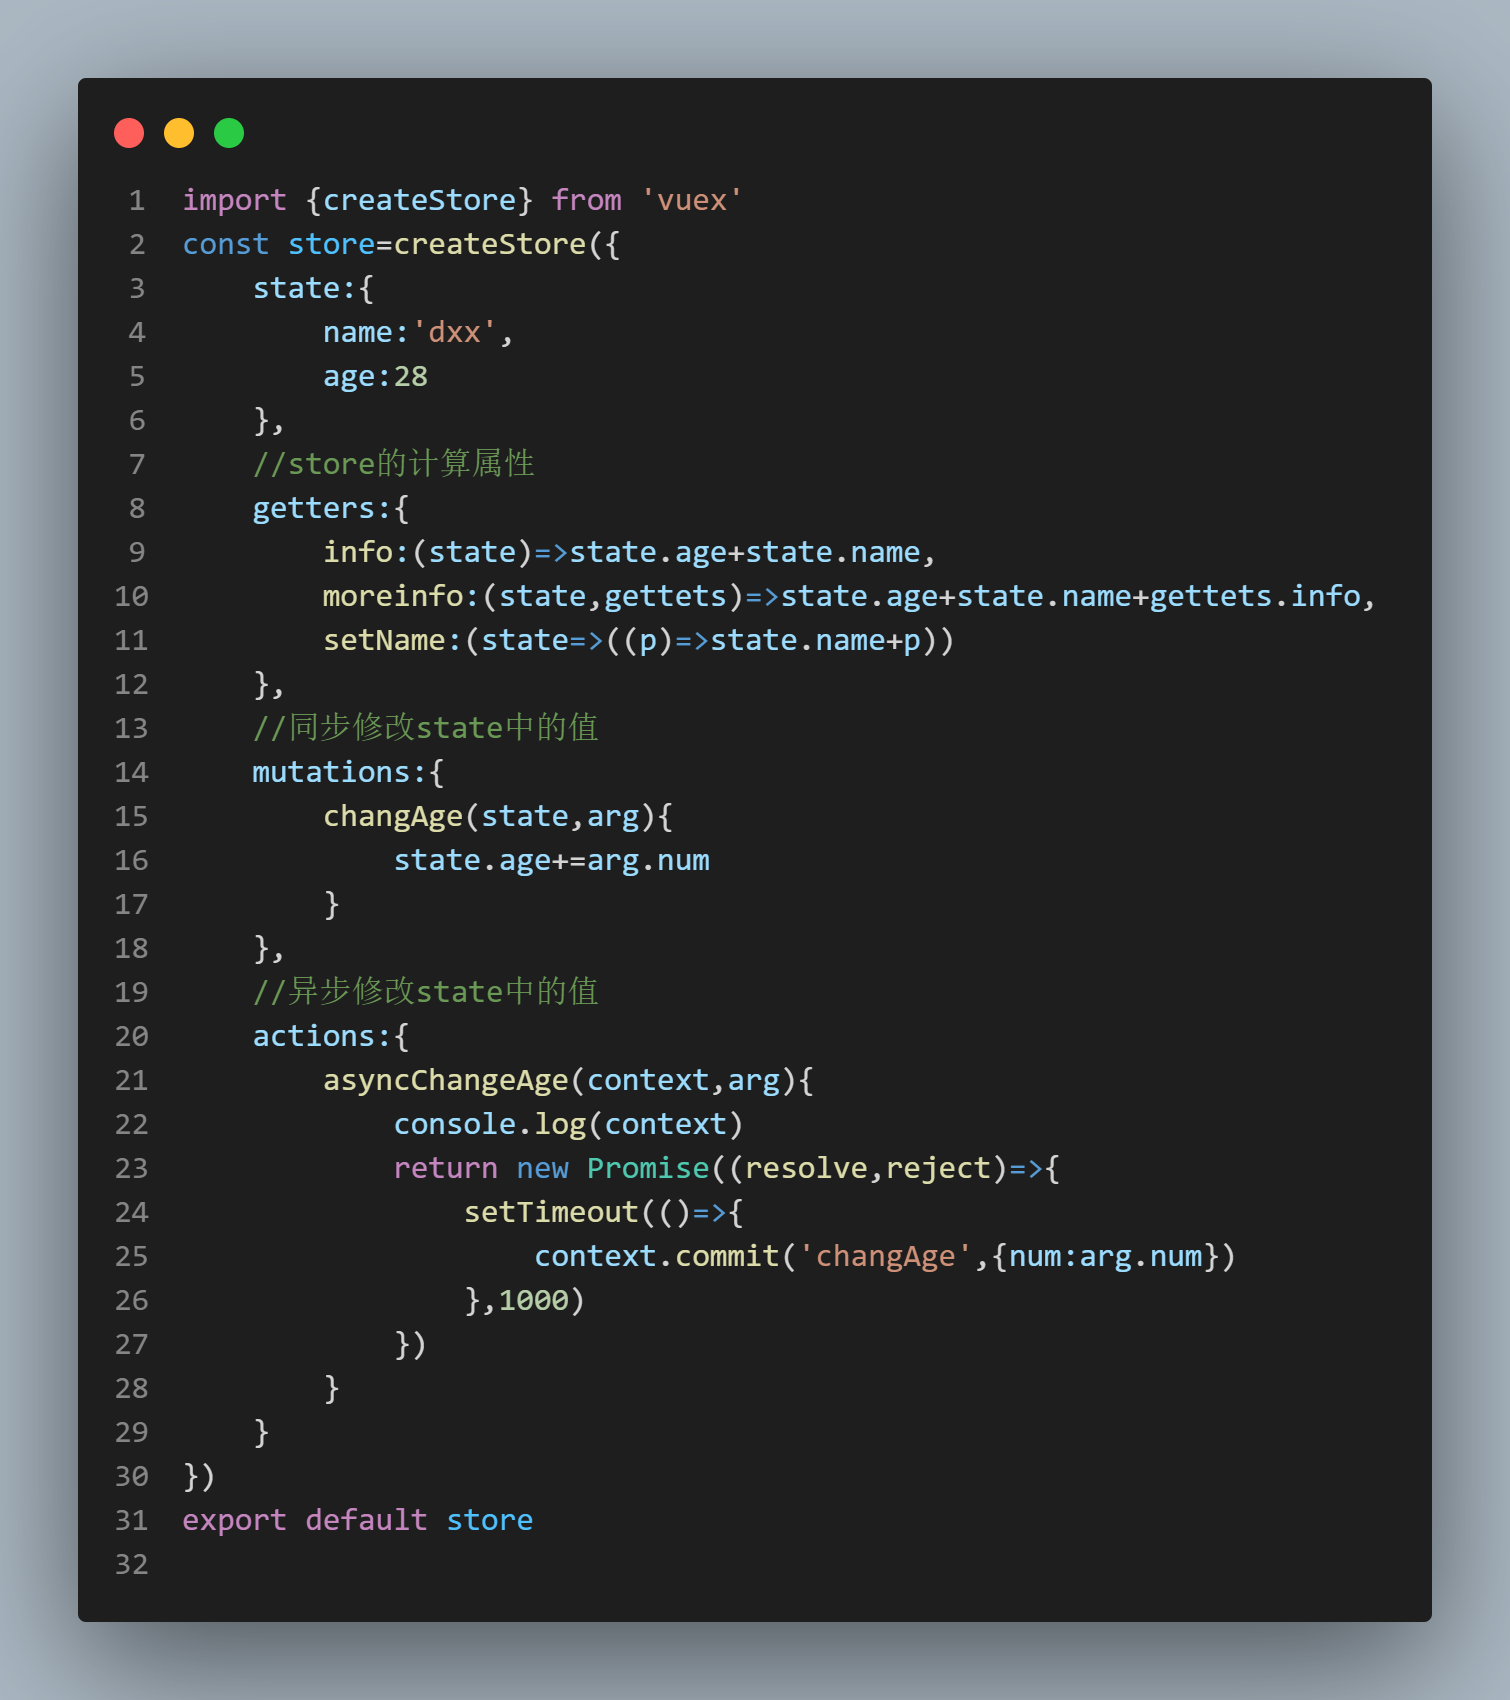 1 import {createStore} from 'vuex'
2 const store=createStore({
3     state:{
4         name:'dxx',
5         age:28
6     },
7     //store的计算属性
8     getters:{
9         info:(state)=>state.age+state.name,
10         moreinfo:(state,gettets)=>state.age+state.name+gettets.info,
11         setName:(state=>((p)=>state.name+p))
12     },
13     //同步修改state中的值
14     mutations:{
15         changAge(state,arg){
16             state.age+=arg.num
17         }
18     },
19     //异步修改state中的值
20     actions:{
21         asyncChangeAge(context,arg){
22             console.log(context)
23             return new Promise((resolve,reject)=>{
24                 setTimeout(()=>{
25                     context.commit('changAge',{num:arg.num})
26                 },1000)
27             })
28         }
29     }
30 })
31 export default store
32